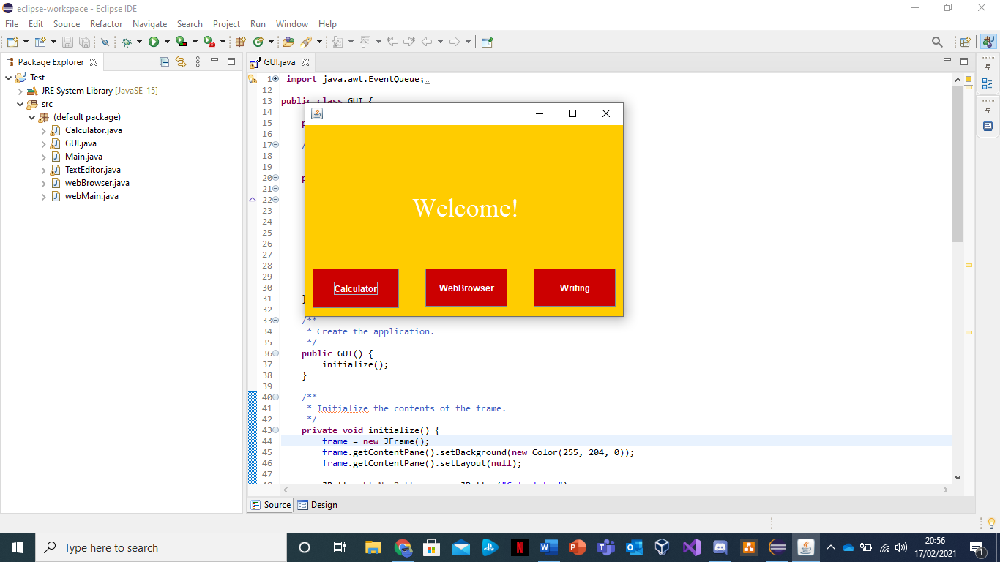 eclipse-workspace - Eclipse IDE
File Edit Source Refactor Navigate Search Project Run Window Help
Package Explorer
GUI.java
Test
JRE System Library [JavaSE-15]
src
(default package)
Calculator.java
GUI.java
Main.java
TextEditor.java
webBrowser.java
webMain.java
1 import java.awt.EventQueue;
12
13 public class GUI {
14
15 p
16
17 /
18
19
20 p
21
22
23
24
25
26
27
28
29
30
31 }
32
33 /**
34 * Create the application.
35 */
36 public GUI() {
37 initialize();
38 }
39
40 /**
41 * Initialize the contents of the frame.
42 */
43 private void initialize() {
44 frame = new JFrame();
45 frame.getContentPane().setBackground(new Color(255, 204, 0));
46 frame.getContentPane().setLayout(null);
47
Welcome!
Calculator WebBrowser Writing
Source Design
Type here to search
20:56
17/02/2021
1